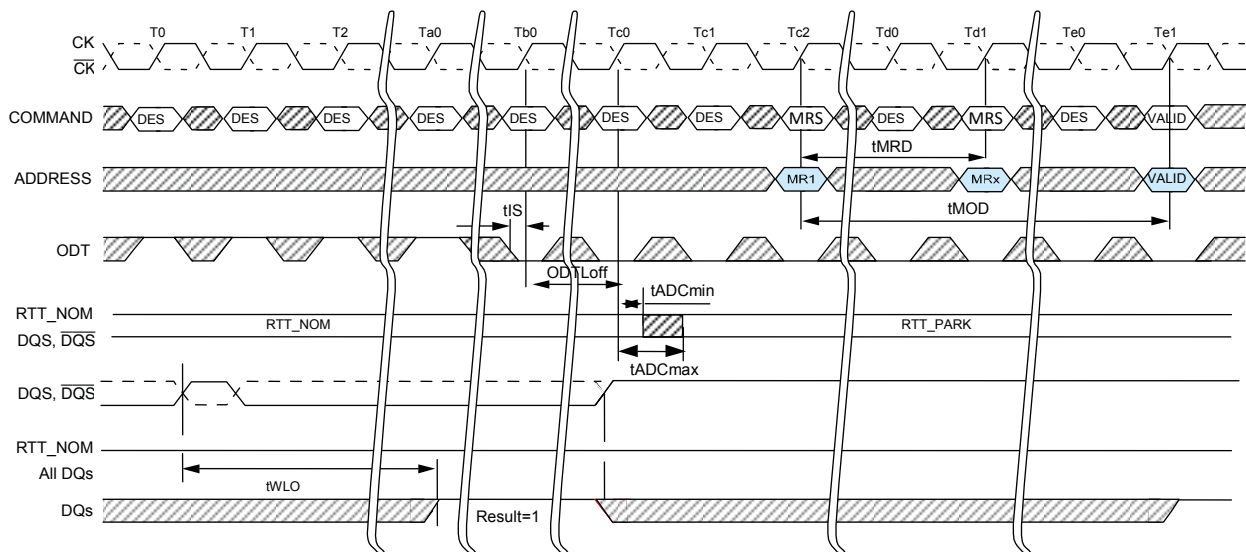 T0 T1 T2 Ta0 Tb0 Tc0 Tc1 Tc2 Td0 Td1 Te0 Te1
CK
CK
COMMAND DES DES DES DES DES DES DES MRS DES MRS DES VALID
tMRD
ADDRESS MR1 MRx VALID
tIS tMOD
ODT
ODTLoff
tADCmin
RTT_NOM
RTT_NOM RTT_PARK
DQS, DQS
tADCmax
DQS, DQS
RTT_NOM
All DQs
tWLO
DQs Result=1